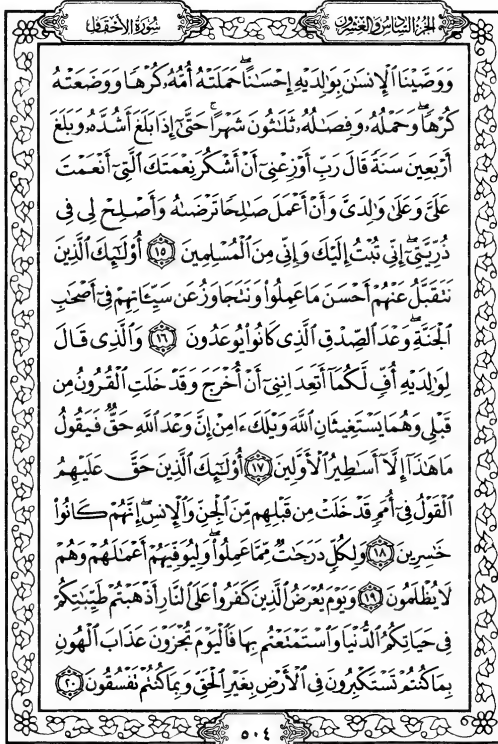 الجزء السادس والعشرون
سورة الأحقاف
وَوَصَّيْنَا ٱلْإِنسَٰنَ بِوَٰلِدَيْهِ إِحْسَٰنًا ۖ حَمَلَتْهُ أُمُّهُۥ كُرْهًا وَوَضَعَتْهُ
كُرْهًا ۖ وَحَمْلُهُۥ وَفِصَٰلُهُۥ ثَلَٰثُونَ شَهْرًا ۚ حَتَّىٰٓ إِذَا بَلَغَ أَشُدَّهُۥ وَبَلَغَ
أَرْبَعِينَ سَنَةً قَالَ رَبِّ أَوْزِعْنِىٓ أَنْ أَشْكُرَ نِعْمَتَكَ ٱلَّتِىٓ أَنْعَمْتَ
عَلَىَّ وَعَلَىٰ وَٰلِدَىَّ وَأَنْ أَعْمَلَ صَٰلِحًا تَرْضَىٰهُ وَأَصْلِحْ لِى فِى
ذُرِّيَّتِىٓ ۖ إِنِّى تُبْتُ إِلَيْكَ وَإِنِّى مِنَ ٱلْمُسْلِمِينَ ١٥ أُو۟لَٰٓئِكَ ٱلَّذِينَ
نَتَقَبَّلُ عَنْهُمْ أَحْسَنَ مَا عَمِلُوا۟ وَنَتَجَاوَزُ عَن سَيِّـَٔاتِهِمْ فِىٓ أَصْحَٰبِ
ٱلْجَنَّةِ ۖ وَعْدَ ٱلصِّدْقِ ٱلَّذِى كَانُوا۟ يُوعَدُونَ ١٦ وَٱلَّذِى قَالَ
لِوَٰلِدَيْهِ أُفٍّ لَّكُمَآ أَتَعِدَانِنِىٓ أَنْ أُخْرَجَ وَقَدْ خَلَتِ ٱلْقُرُونُ مِن
قَبْلِى وَهُمَا يَسْتَغِيثَانِ ٱللَّهَ وَيْلَكَ ءَامِنْ إِنَّ وَعْدَ ٱللَّهِ حَقٌّ فَيَقُولُ
مَا هَٰذَآ إِلَّآ أَسَٰطِيرُ ٱلْأَوَّلِينَ ١٧ أُو۟لَٰٓئِكَ ٱلَّذِينَ حَقَّ عَلَيْهِمُ
ٱلْقَوْلُ فِىٓ أُمَمٍ قَدْ خَلَتْ مِن قَبْلِهِم مِّنَ ٱلْجِنِّ وَٱلْإِنسِ ۖ إِنَّهُمْ كَانُوا۟
خَٰسِرِينَ ١٨ وَلِكُلٍّ دَرَجَٰتٌ مِّمَّا عَمِلُوا۟ ۖ وَلِيُوَفِّيَهُمْ أَعْمَٰلَهُمْ وَهُمْ
لَا يُظْلَمُونَ ١٩ وَيَوْمَ يُعْرَضُ ٱلَّذِينَ كَفَرُوا۟ عَلَى ٱلنَّارِ أَذْهَبْتُمْ طَيِّبَٰتِكُمْ
فِى حَيَاتِكُمُ ٱلدُّنْيَا وَٱسْتَمْتَعْتُم بِهَا فَٱلْيَوْمَ تُجْزَوْنَ عَذَابَ ٱلْهُونِ
بِمَا كُنتُمْ تَسْتَكْبِرُونَ فِى ٱلْأَرْضِ بِغَيْرِ ٱلْحَقِّ وَبِمَا كُنتُمْ تَفْسُقُونَ ٢٠
٥٠٤